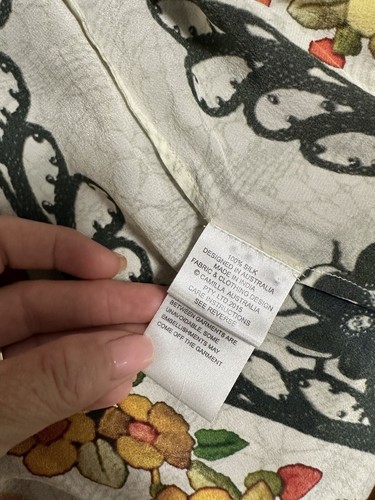 100% SILK
DESIGNED IN AUSTRALIA
MADE IN INDIA
FABRIC & CLOTHING DESIGN
© CAMILLA AUSTRALIA
PTY LTD 2015
CARE INSTRUCTIONS
SEE REVERSE
BETWEEN GARMENTS ARE
UNAVOIDABLE. SOME
EMBELLISHMENTS MAY
COME OFF THE GARMENT